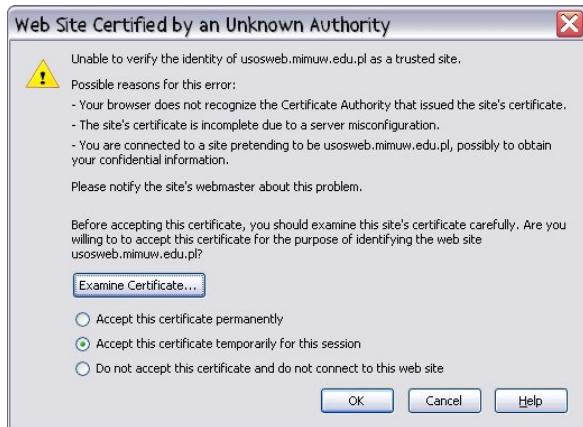 Web Site Certified by an Unknown Authority
Unable to verify the identity of usosweb.mimuw.edu.pl as a trusted site.
Possible reasons for this error:
- Your browser does not recognize the Certificate Authority that issued the site's certificate.
- The site's certificate is incomplete due to a server misconfiguration.
- You are connected to a site pretending to be usosweb.mimuw.edu.pl, possibly to obtain
your confidential information.
Please notify the site's webmaster about this problem.
Before accepting this certificate, you should examine this site's certificate carefully. Are you
willing to to accept this certificate for the purpose of identifying the web site
usosweb.mimuw.edu.pl?
Examine Certificate...
Accept this certificate permanently
Accept this certificate temporarily for this session
Do not accept this certificate and do not connect to this web site
OK Cancel Help